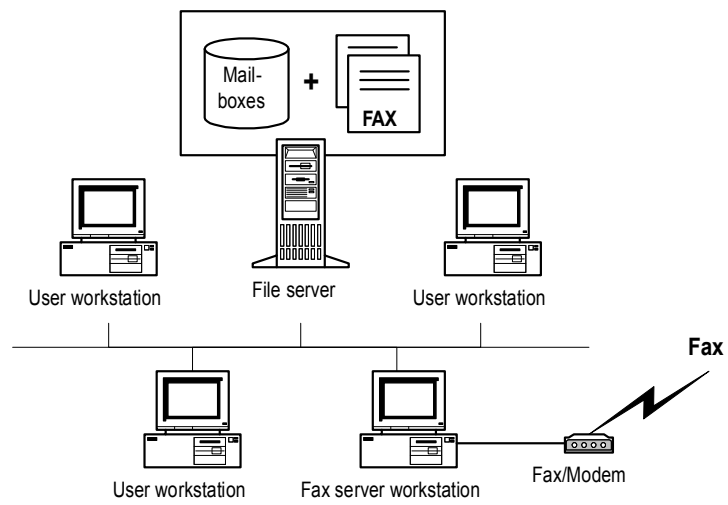 Mail-
boxes
+
FAX
User workstation
File server
User workstation
Fax
User workstation
Fax server workstation
Fax/Modem